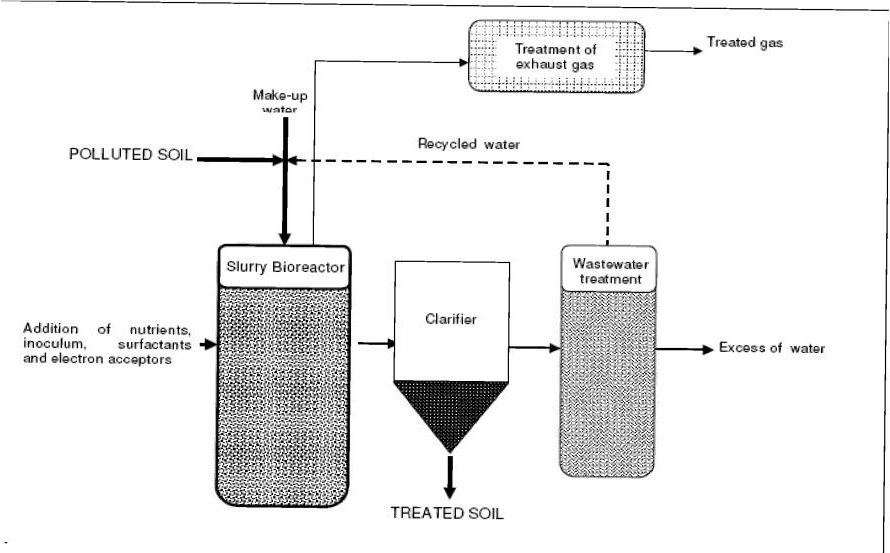 Treatment of
exhaust gas
Treated gas
Make-up
water
POLLUTED SOIL
Recycled water
Slurry Bioreactor
Wastewater
treatment
Clarifier
Addition of nutrients,
inoculum, surfactants
and electron acceptors
Excess of water
TREATED SOIL